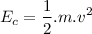 E_c = \frac{1}{2}.m.v^2